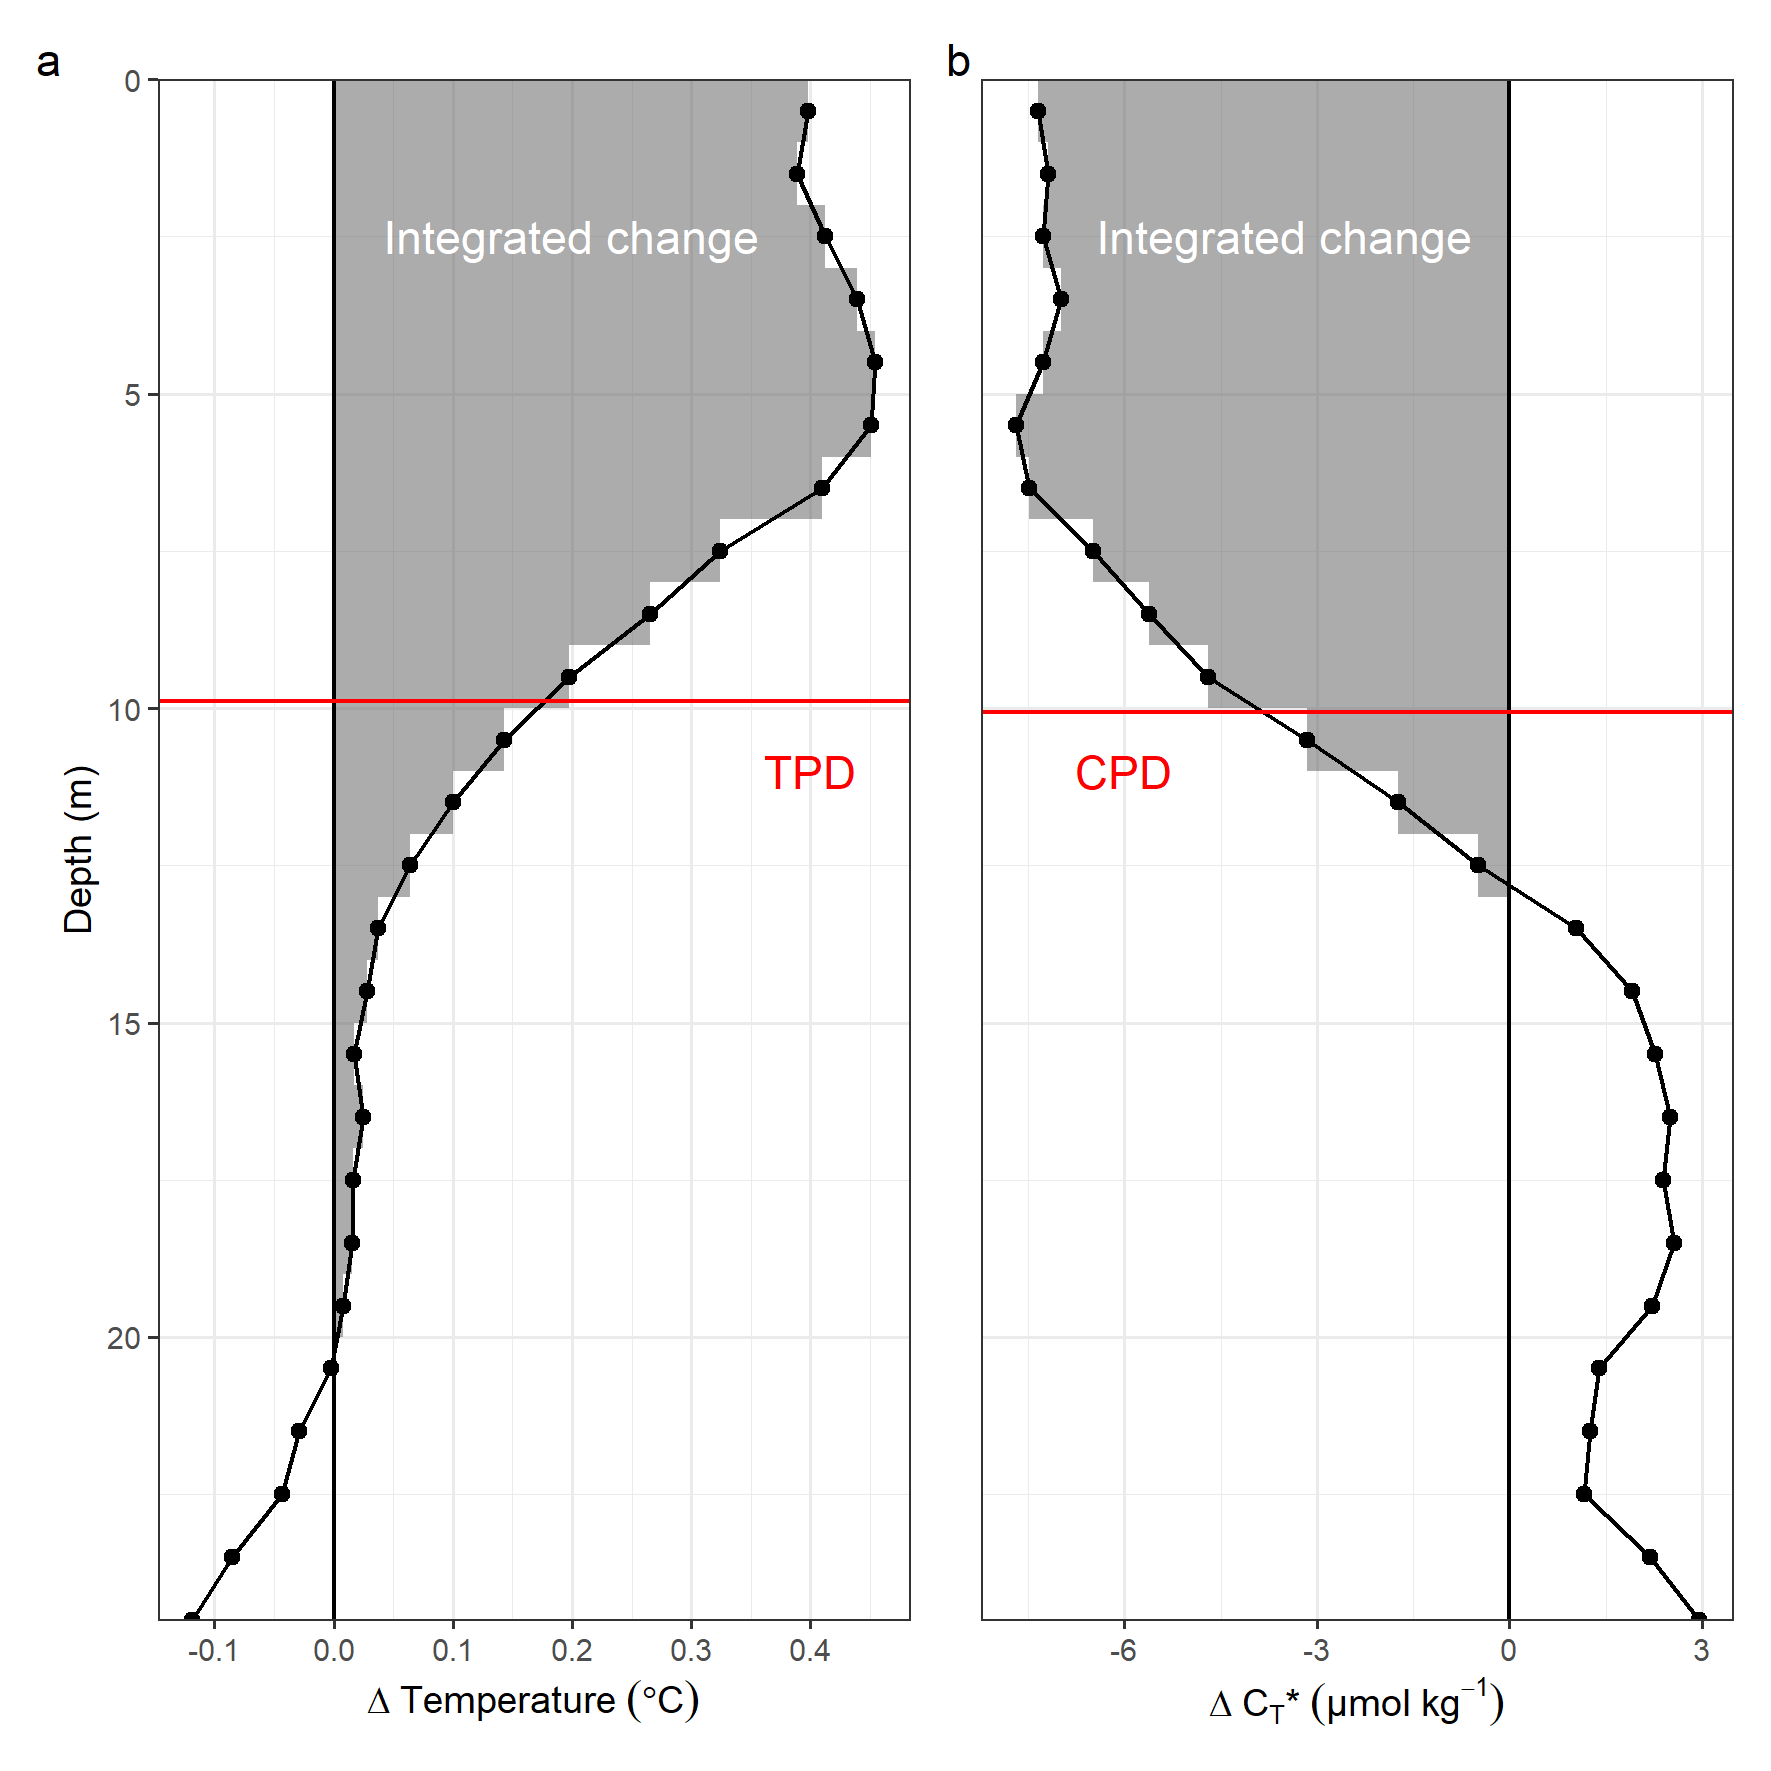 a
b
0
5
10
15
20
Depth (m)
Integrated change
Integrated change
TPD
CPD
-0.1 0.0 0.1 0.2 0.3 0.4
-6 -3 0 3
Δ Temperature (°C)
Δ C_T* (µmol kg⁻¹)